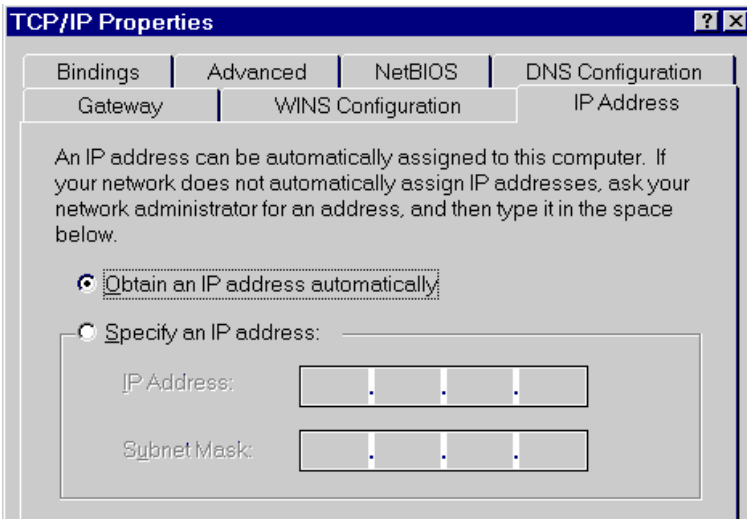 TCP/IP Properties
? ×
Bindings Advanced NetBIOS DNS Configuration
Gateway WINS Configuration IP Address
An IP address can be automatically assigned to this computer. If
your network does not automatically assign IP addresses, ask your
network administrator for an address, and then type it in the space
below.
Obtain an IP address automatically
Specify an IP address:
IP Address:
. . .
Subnet Mask:
. . .